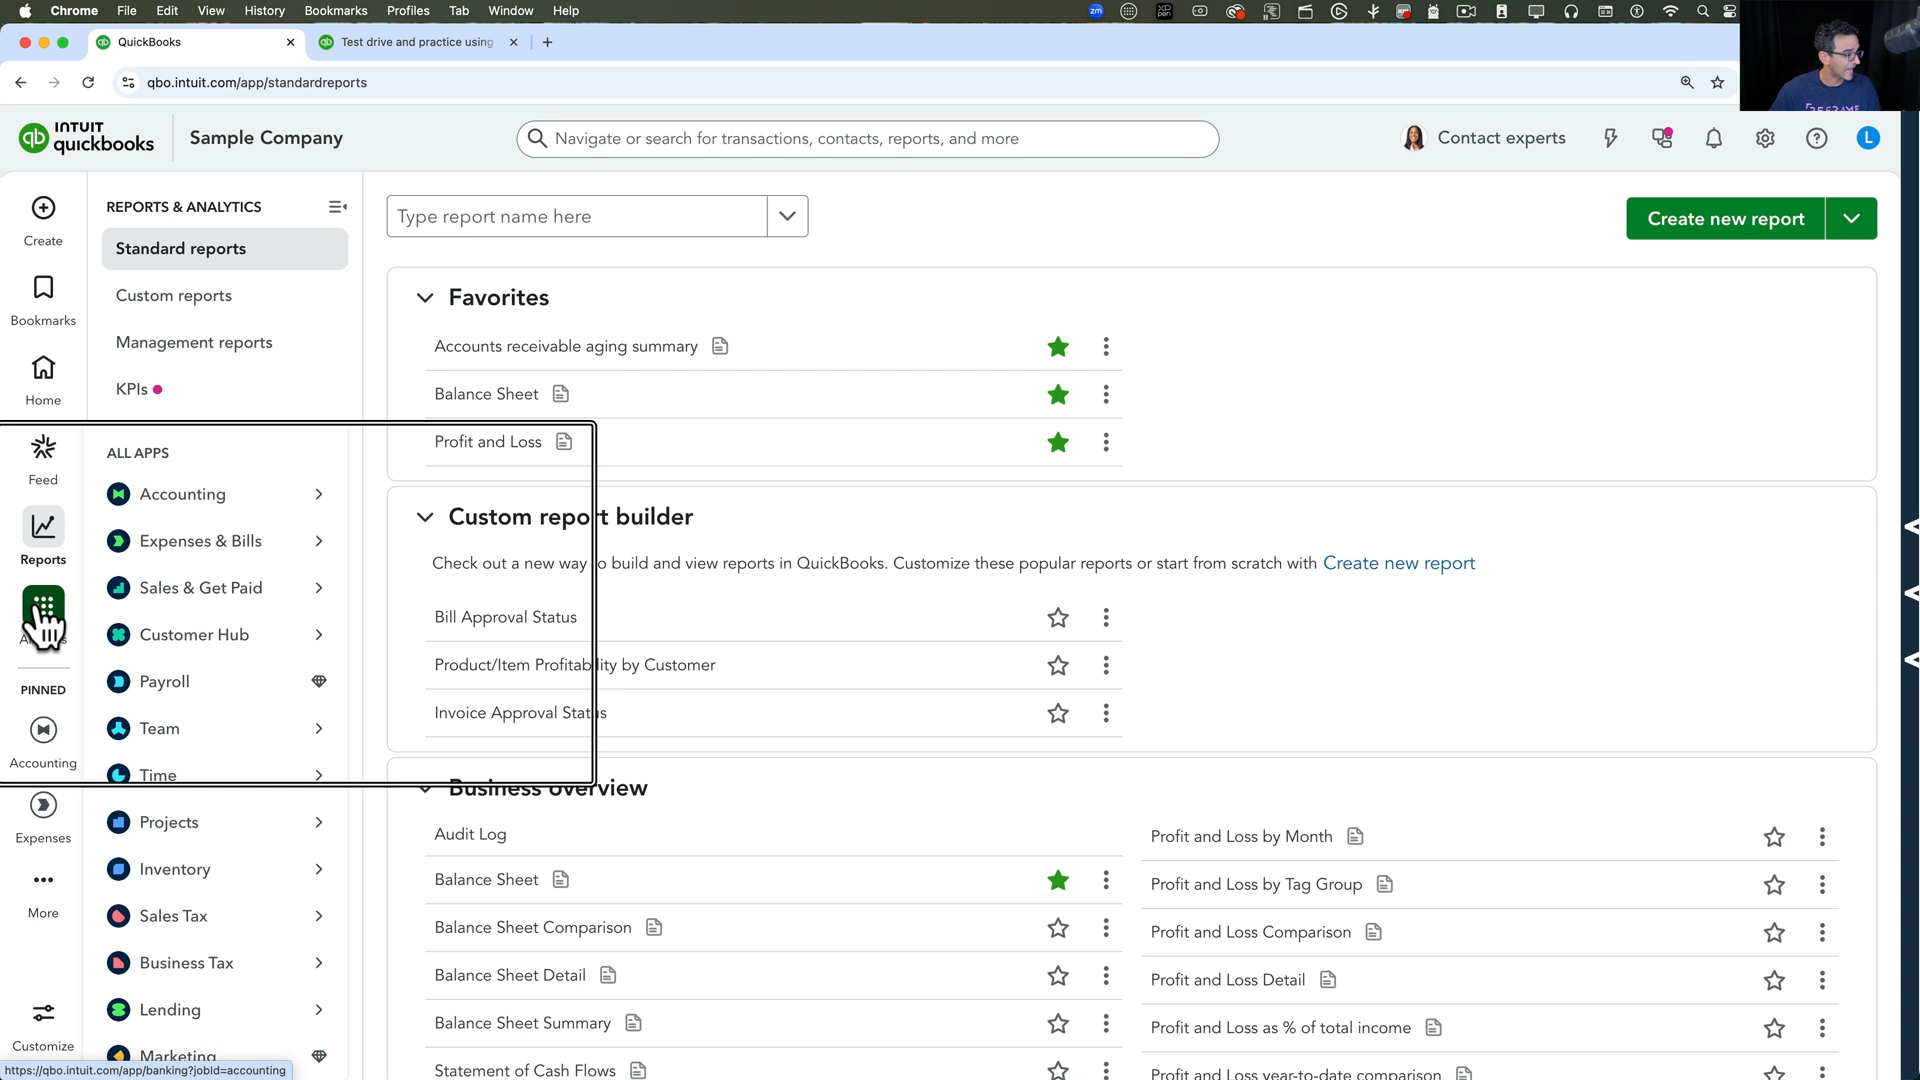 Chrome File Edit View History Bookmarks Profiles Tab Window Help
zm
XP PEN
QuickBooks
Test drive and practice using
qbo.intuit.com/app/standardreports
INTUIT
quickbooks
qb
Sample Company
Navigate or search for transactions, contacts, reports, and more
Contact experts
L
Create
Bookmarks
Home
Feed
Reports
PINNED
Accounting
Expenses
More
Customize
REPORTS & ANALYTICS
Standard reports
Custom reports
Management reports
KPIs
ALL APPS
Accounting
Expenses & Bills
Sales & Get Paid
Customer Hub
Payroll
Team
Time
Projects
Inventory
Sales Tax
Business Tax
Lending
Marketing
https://qbo.intuit.com/app/banking?jobId=accounting
Type report name here
Create new report
Favorites
Accounts receivable aging summary
Balance Sheet
Profit and Loss
Custom report builder
Check out a new way to build and view reports in QuickBooks. Customize these popular reports or start from scratch with Create new report
Bill Approval Status
Product/Item Profitability by Customer
Invoice Approval Status
Business overview
Audit Log
Balance Sheet
Balance Sheet Comparison
Balance Sheet Detail
Balance Sheet Summary
Statement of Cash Flows
Profit and Loss by Month
Profit and Loss by Tag Group
Profit and Loss Comparison
Profit and Loss Detail
Profit and Loss as % of total income
Profit and Loss year-to-date comparison